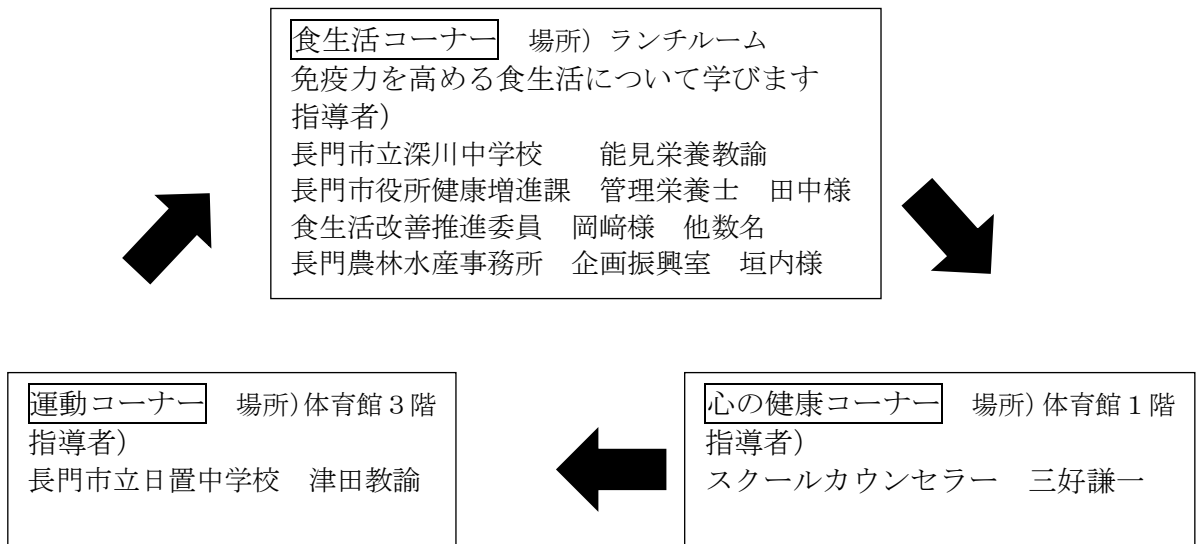 食生活コーナー　場所）ランチルーム
免疫力を高める食生活について学びます
指導者）
長門市立深川中学校　　能見栄養教諭
長門市役所健康増進課　管理栄養士　田中様
食生活改善推進委員　岡﨑様　他数名
長門農林水産事務所　企画振興室　垣内様
運動コーナー　場所）体育館３階
指導者）
長門市立日置中学校　津田教諭
心の健康コーナー　場所）体育館１階
指導者）
スクールカウンセラー　三好謙一